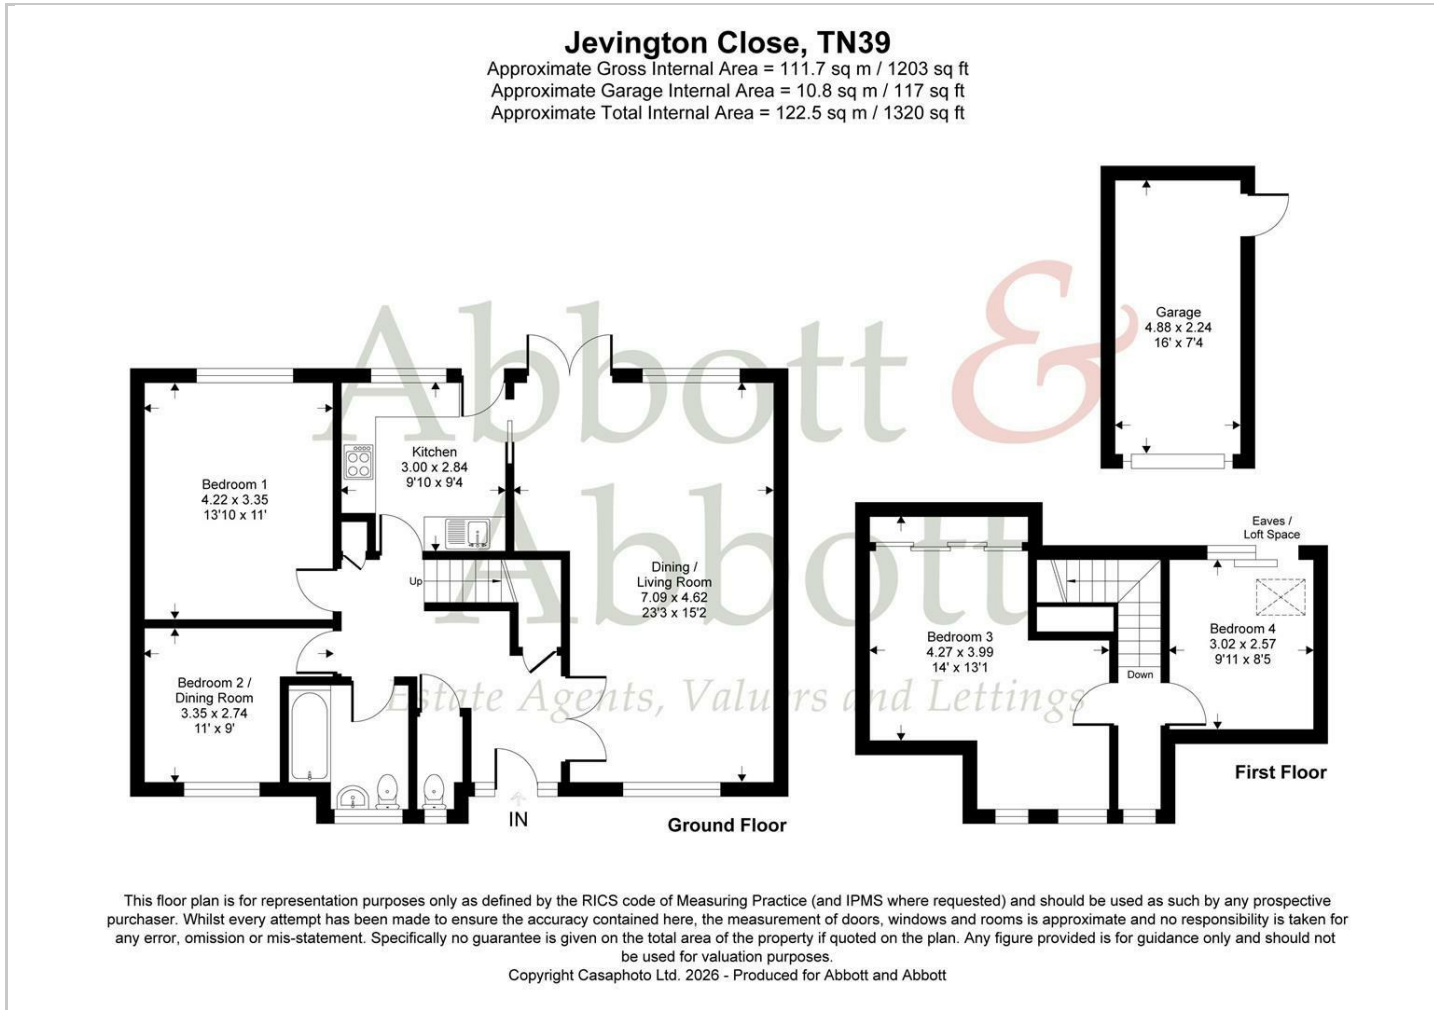 Jevington Close, TN39
Approximate Gross Internal Area = 111.7 sq m / 1203 sq ft
Approximate Garage Internal Area = 10.8 sq m / 117 sq ft
Approximate Total Internal Area = 122.5 sq m / 1320 sq ft
Garage
4.88 x 2.24
16' x 7'4
Abbott &
Abbott
Estate Agents, Valuers and Lettings
Kitchen
3.00 x 2.84
9'10 x 9'4
Bedroom 1
4.22 x 3.35
13'10 x 11'
Up
Dining /
Living Room
7.09 x 4.62
23'3 x 15'2
Bedroom 2 /
Dining Room
3.35 x 2.74
11' x 9'
IN
Ground Floor
Eaves /
Loft Space
Bedroom 3
4.27 x 3.99
14' x 13'1
Bedroom 4
3.02 x 2.57
9'11 x 8'5
Down
First Floor
This floor plan is for representation purposes only as defined by the RICS code of Measuring Practice (and IPMS where requested) and should be used as such by any prospective
purchaser. Whilst every attempt has been made to ensure the accuracy contained here, the measurement of doors, windows and rooms is approximate and no responsibility is taken for
any error, omission or mis-statement. Specifically no guarantee is given on the total area of the property if quoted on the plan. Any figure provided is for guidance only and should not
be used for valuation purposes.
Copyright Casaphoto Ltd. 2026 - Produced for Abbott and Abbott